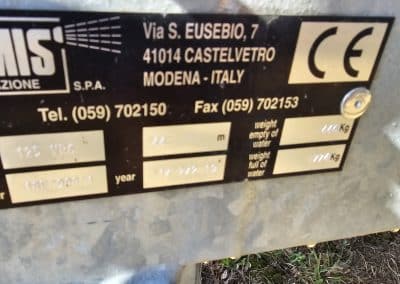 MIS
AZIONE S.P.A.
Via S. EUSEBIO, 7
41014 CASTELVETRO
MODENA - ITALY
CE
Tel. (059) 702150 Fax (059) 702153
m
weight
empty of
water
Kg
year
weight
full of
water
Kg